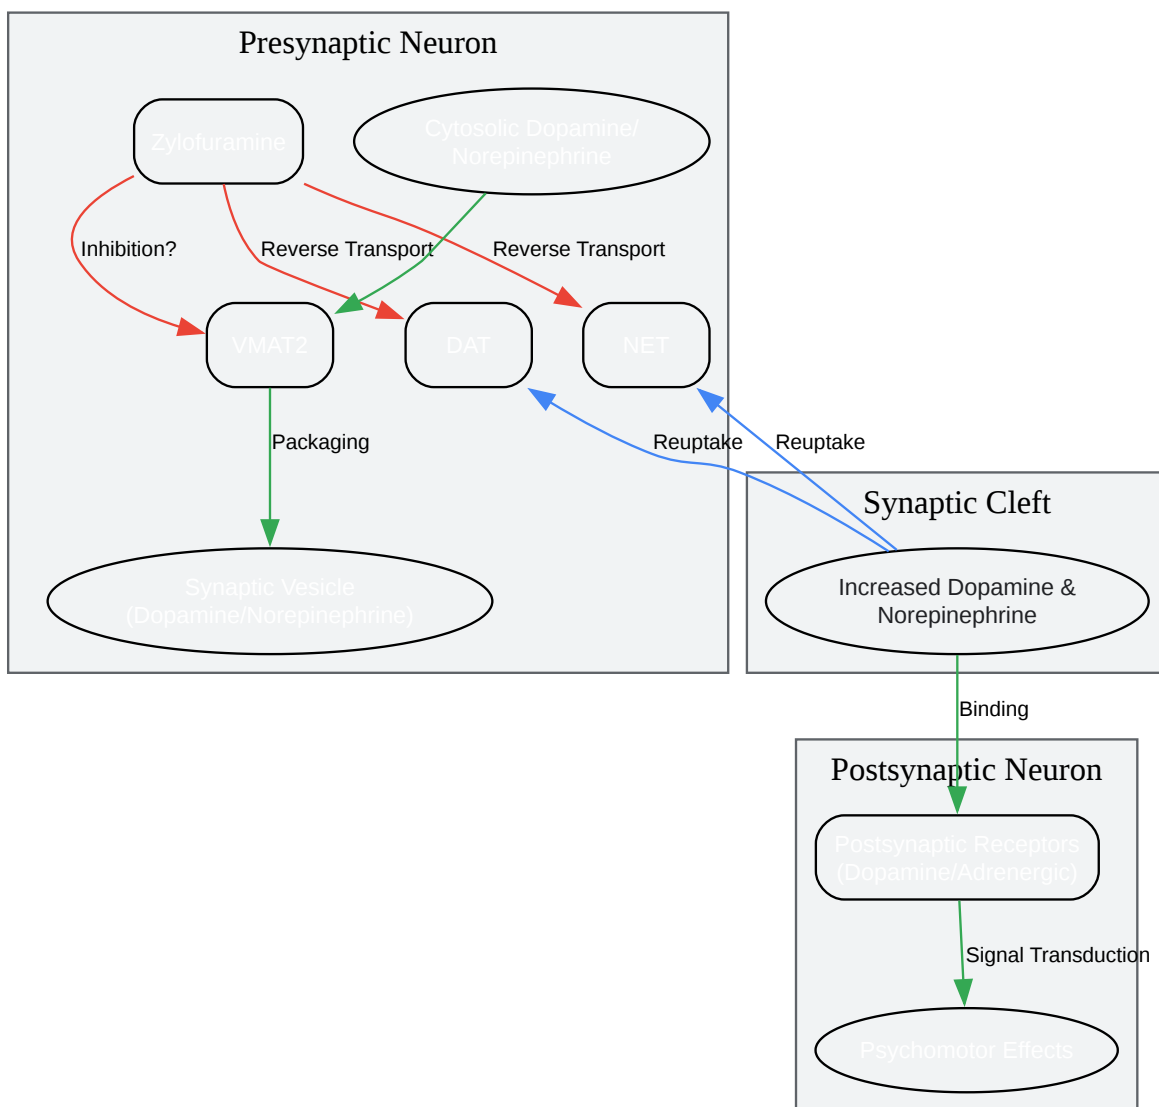 Presynaptic Neuron
Zylofuramine
Cytosolic Dopamine/
Norepinephrine
Inhibition?
Reverse Transport
Reverse Transport
VMAT2
DAT
NET
Packaging
Reuptake
Reuptake
Synaptic Cleft
Synaptic Vesicle
(Dopamine/Norepinephrine)
Increased Dopamine &
Norepinephrine
Binding
Postsynaptic Neuron
Postsynaptic Receptors
(Dopamine/Adrenergic)
Signal Transduction
Psychomotor Effects